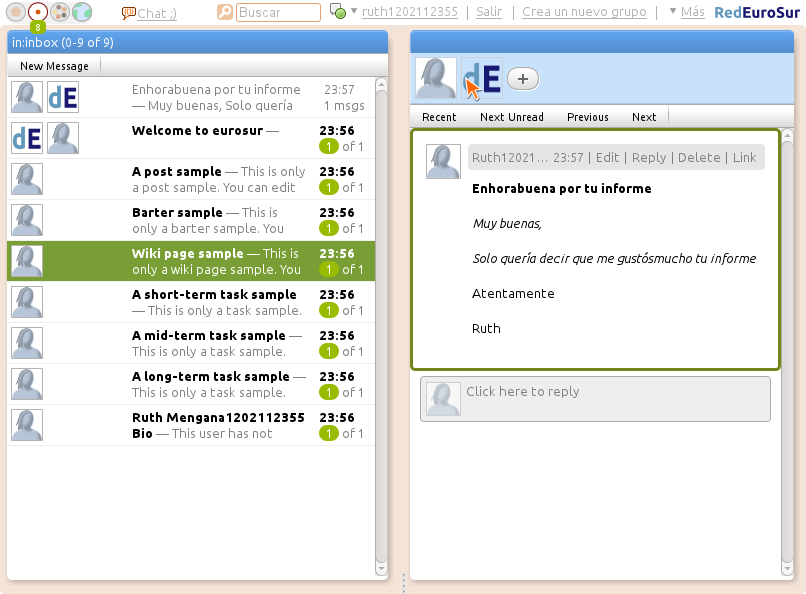 Chat ;)
Buscar
ruth1202112355 | Salir | Crea un nuevo grupo | Más RedEuroSur
8
in:inbox (0-9 of 9)
New Message
Enhorabuena por tu informe 23:57
— Muy buenas, Solo quería 1 msgs
dE
Welcome to eurosur — 23:56
1 of 1
dE
A post sample — This is only 23:56
a post sample. You can edit 1 of 1
Barter sample — This is 23:56
only a barter sample. You 1 of 1
Wiki page sample — This is 23:56
only a wiki page sample. You 1 of 1
A short-term task sample 23:56
— This is only a task sample. 1 of 1
A mid-term task sample — 23:56
This is only a task sample. 1 of 1
A long-term task sample — 23:56
This is only a task sample. 1 of 1
Ruth Mengana1202112355 23:56
Bio — This user has not 1 of 1
dE +
Recent Next Unread Previous Next
Ruth12021... 23:57 | Edit | Reply | Delete | Link
Enhorabuena por tu informe
Muy buenas,
Solo quería decir que me gustósmucho tu informe
Atentamente
Ruth
Click here to reply